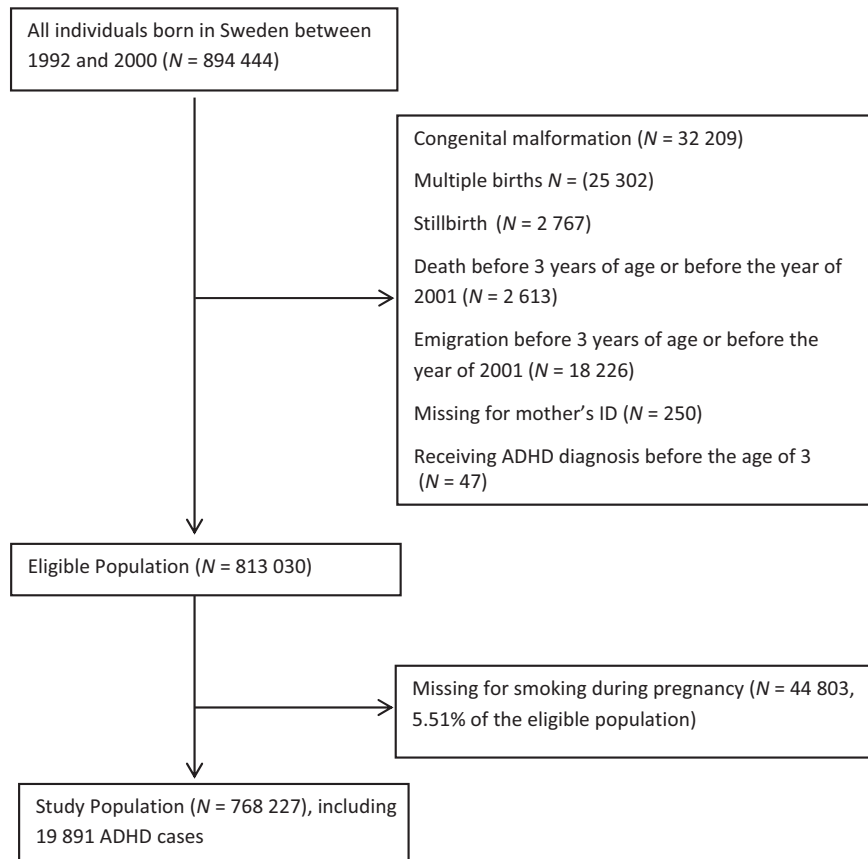 All individuals born in Sweden between
1992 and 2000 (N = 894 444)
Congenital malformation (N = 32 209)
Multiple births N = (25 302)
Stillbirth (N = 2 767)
Death before 3 years of age or before the year of
2001 (N = 2 613)
Emigration before 3 years of age or before the
year of 2001 (N = 18 226)
Missing for mother's ID (N = 250)
Receiving ADHD diagnosis before the age of 3
(N = 47)
Eligible Population (N = 813 030)
Missing for smoking during pregnancy (N = 44 803,
5.51% of the eligible population)
Study Population (N = 768 227), including
19 891 ADHD cases